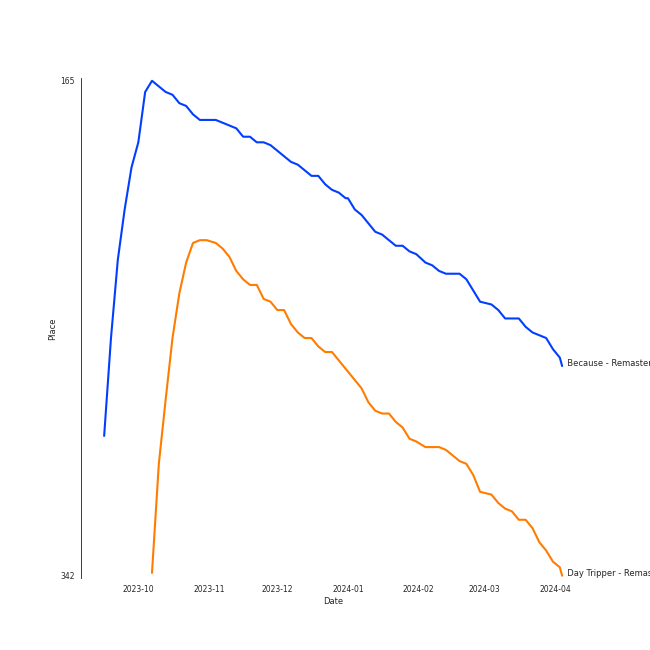 165
Place
Because - Remaster
Day Tripper - Remas
342
2023-10 2023-11 2023-12 2024-01 2024-02 2024-03 2024-04
Date